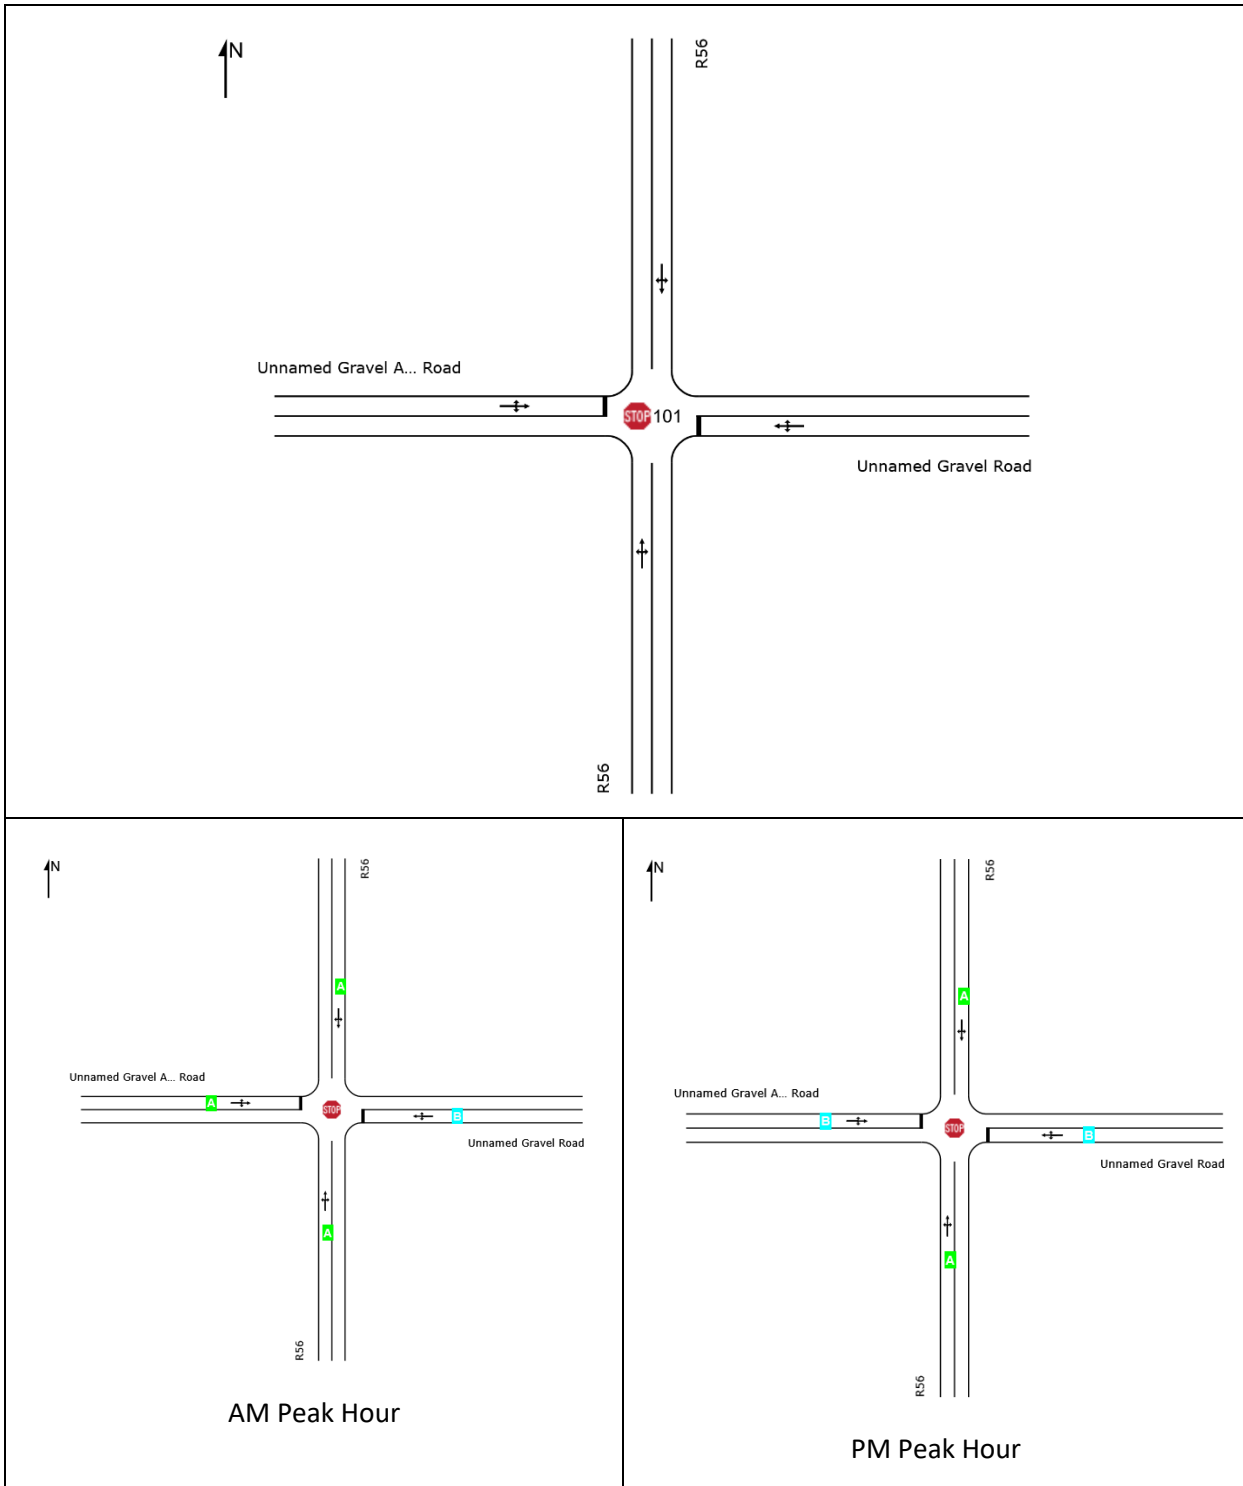 N
R56
Unnamed Gravel A... Road
STOP 101
Unnamed Gravel Road
R56
N
R56
A
Unnamed Gravel A... Road
A
STOP
B
Unnamed Gravel Road
A
R56
AM Peak Hour
N
R56
A
Unnamed Gravel A... Road
B
STOP
B
Unnamed Gravel Road
A
R56
PM Peak Hour